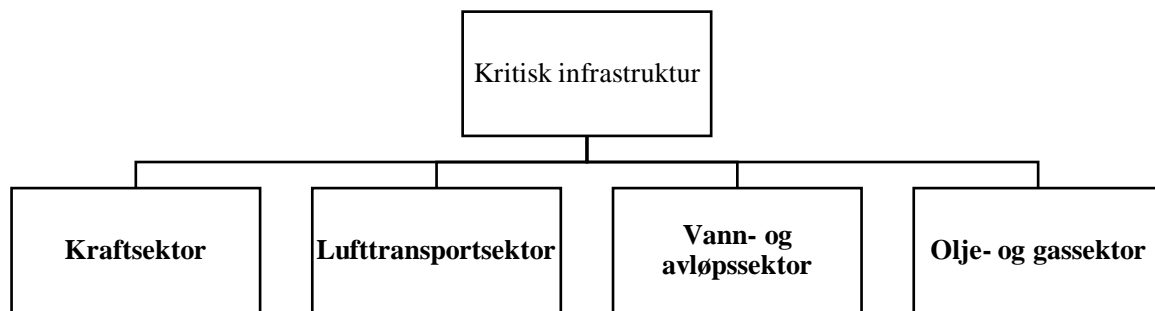 Kritisk infrastruktur
Kraftsektor
Lufttransportsektor
Vann- og
avløpssektor
Olje- og gassektor